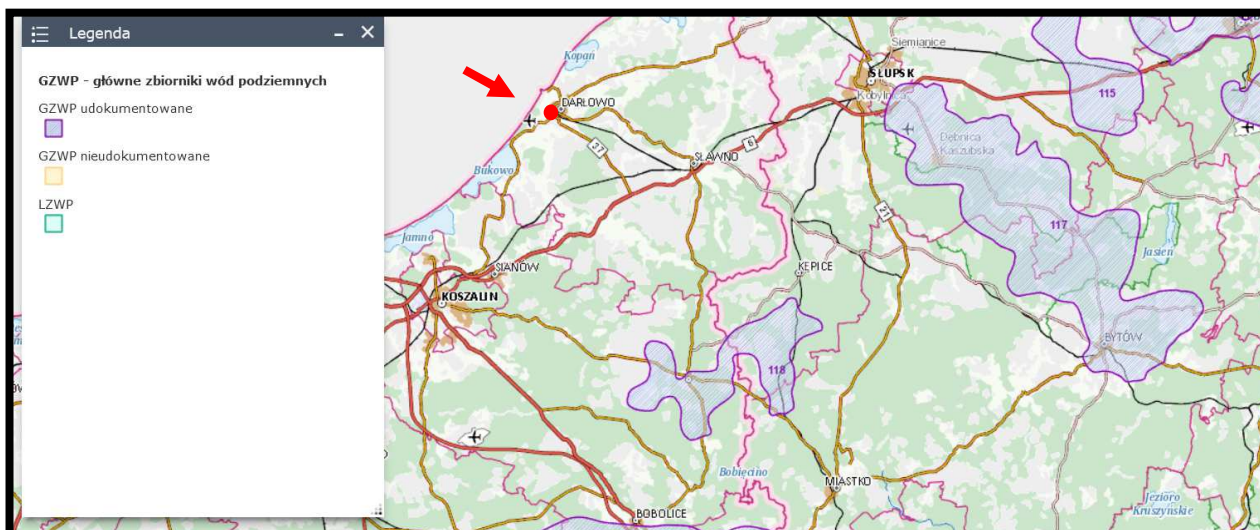 Legenda
GZWP - główne zbiorniki wód podziemnych
GZWP udokumentowane
GZWP nieudokumentowane
LZWP
Kopań
Siemianice
SŁUPSK
Kobylnica
115
DARŁOWO
Dębnica
Kaszubska
37
SŁAWNO
6
Bukowo
21
117
Jamno
Jasień
SIANÓW
KĘPICE
KOSZALIN
BYTÓW
118
Bobięcino
MIASTKO
Jezioro
Kruszyńskie
BOBOLICE